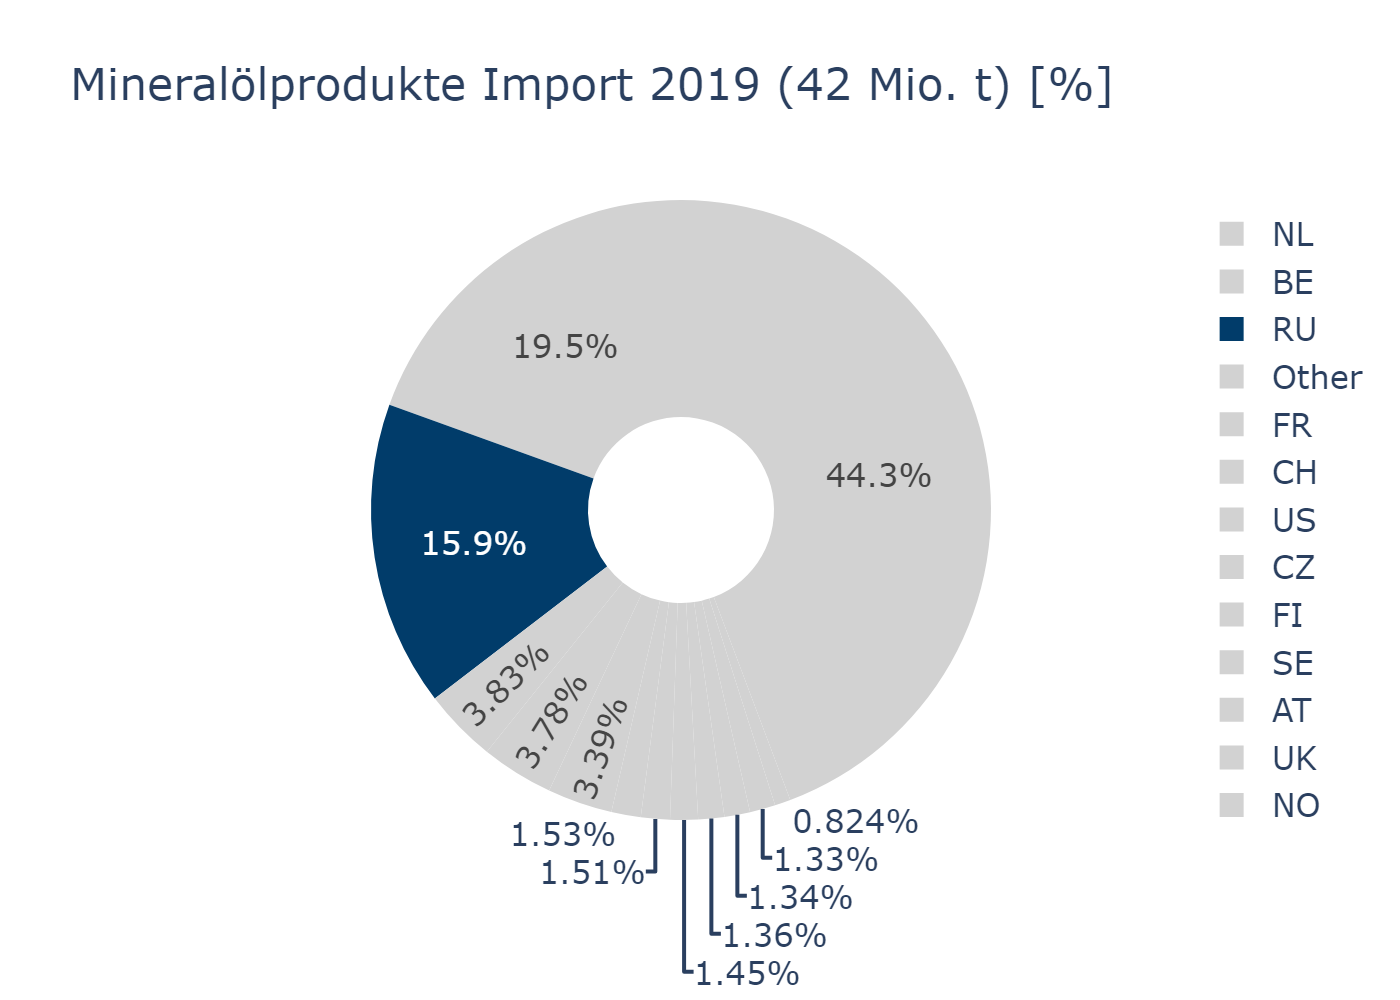 Mineralölprodukte Import 2019 (42 Mio. t) [%]
NL
BE
RU
Other
FR
CH
US
CZ
FI
SE
AT
UK
NO
19.5%
44.3%
15.9%
3.83%
3.78%
3.39%
1.53%
1.51%
0.824%
1.33%
1.34%
1.36%
1.45%